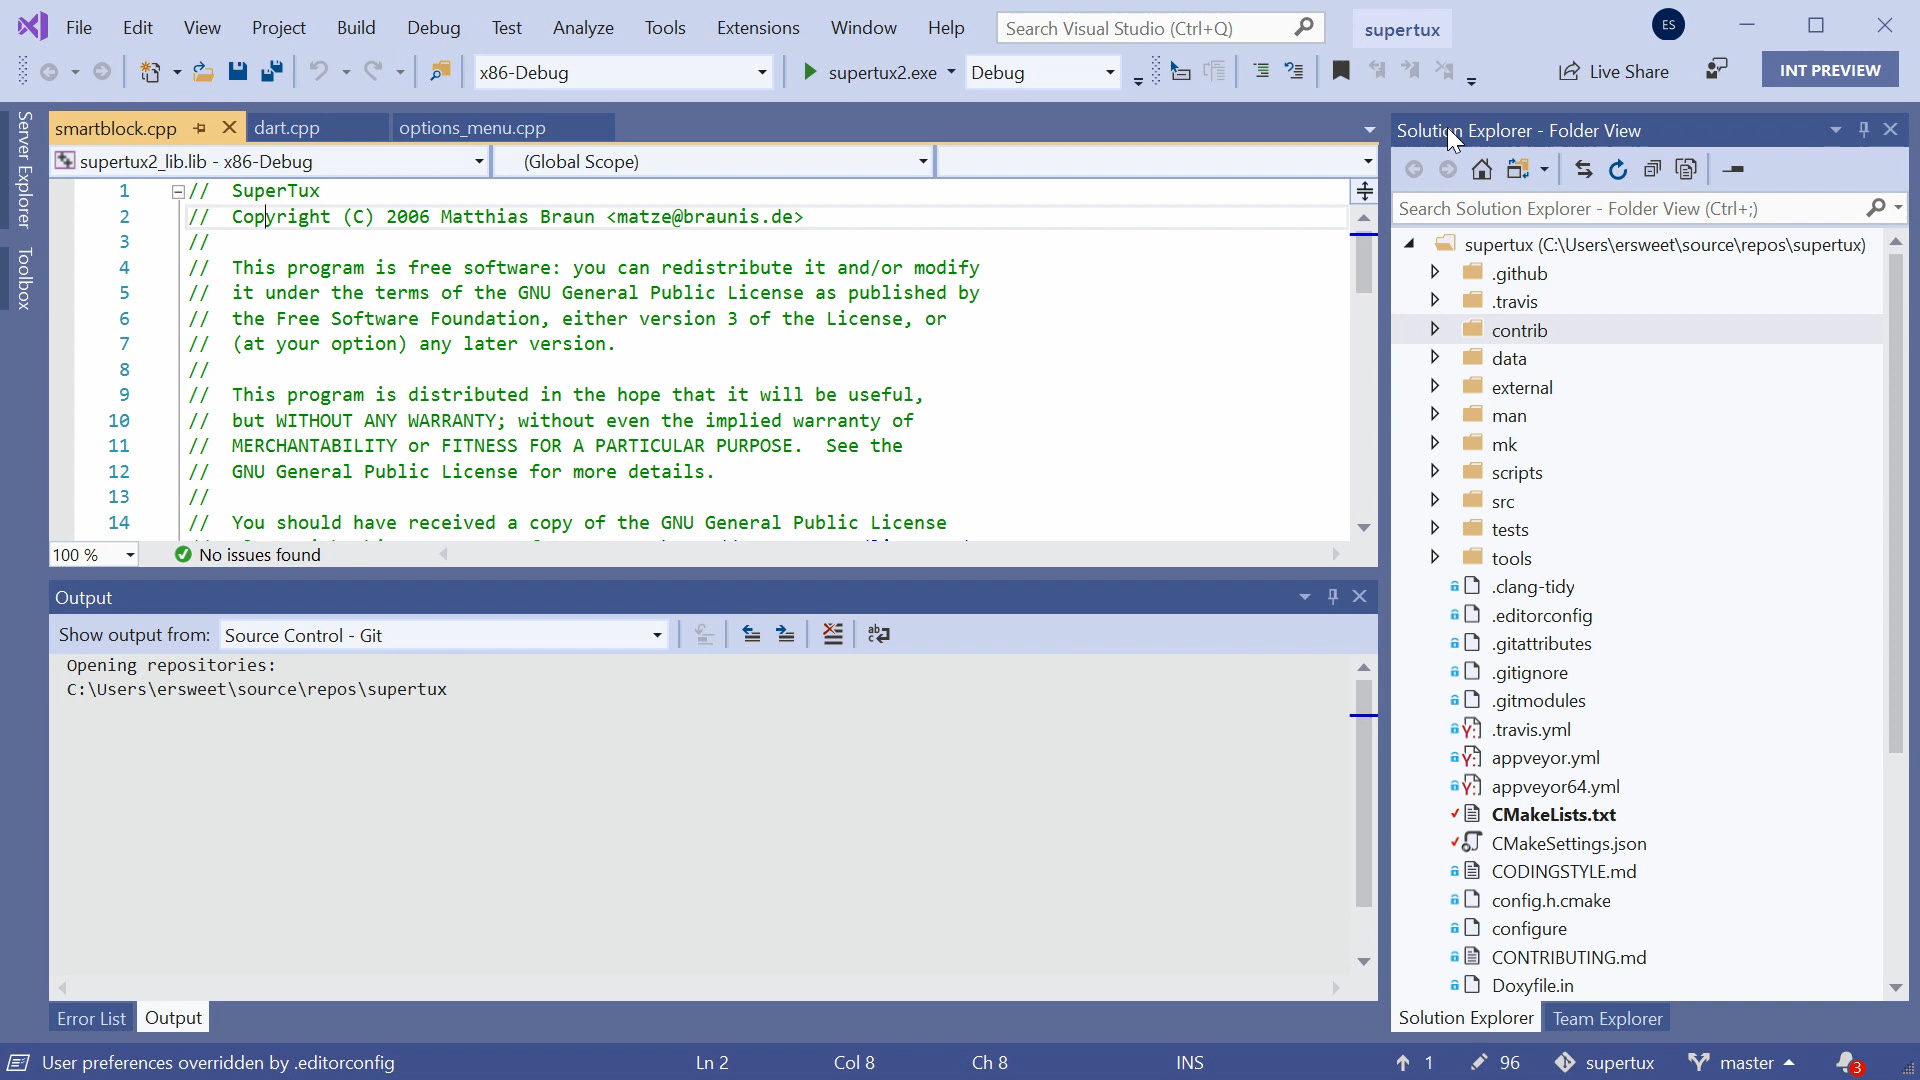 File Edit View Project Build Debug Test Analyze Tools Extensions Window Help Search Visual Studio (Ctrl+Q) supertux ES
x86-Debug supertux2.exe Debug Live Share INT PREVIEW
Server Explorer
Toolbox
smartblock.cpp dart.cpp options_menu.cpp
supertux2_lib.lib - x86-Debug (Global Scope)
1 // SuperTux
2 // Copyright (C) 2006 Matthias Braun <matze@braunis.de>
3 //
4 // This program is free software: you can redistribute it and/or modify
5 // it under the terms of the GNU General Public License as published by
6 // the Free Software Foundation, either version 3 of the License, or
7 // (at your option) any later version.
8 //
9 // This program is distributed in the hope that it will be useful,
10 // but WITHOUT ANY WARRANTY; without even the implied warranty of
11 // MERCHANTABILITY or FITNESS FOR A PARTICULAR PURPOSE.  See the
12 // GNU General Public License for more details.
13 //
14 // You should have received a copy of the GNU General Public License
100 % No issues found
Output
Show output from: Source Control - Git
Opening repositories:
C:\Users\ersweet\source\repos\supertux
Error List Output
Solution Explorer - Folder View
Search Solution Explorer - Folder View (Ctrl+;)
supertux (C:\Users\ersweet\source\repos\supertux)
.github
.travis
contrib
data
external
man
mk
scripts
src
tests
tools
.clang-tidy
.editorconfig
.gitattributes
.gitignore
.gitmodules
.travis.yml
appveyor.yml
appveyor64.yml
CMakeLists.txt
CMakeSettings.json
CODINGSTYLE.md
config.h.cmake
configure
CONTRIBUTING.md
Doxyfile.in
Solution Explorer Team Explorer
User preferences overridden by .editorconfig Ln 2 Col 8 Ch 8 INS 1 96 supertux master 3